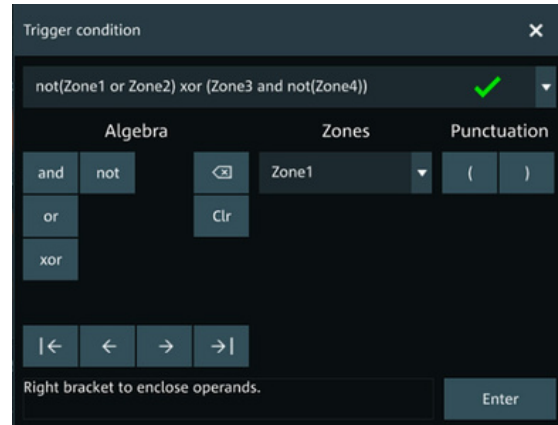 Trigger condition
not(Zone1 or Zone2) xor (Zone3 and not(Zone4))
Algebra Zones Punctuation
and not Zone1 ( )
or Clr
xor
|← ← → →|
Right bracket to enclose operands.
Enter